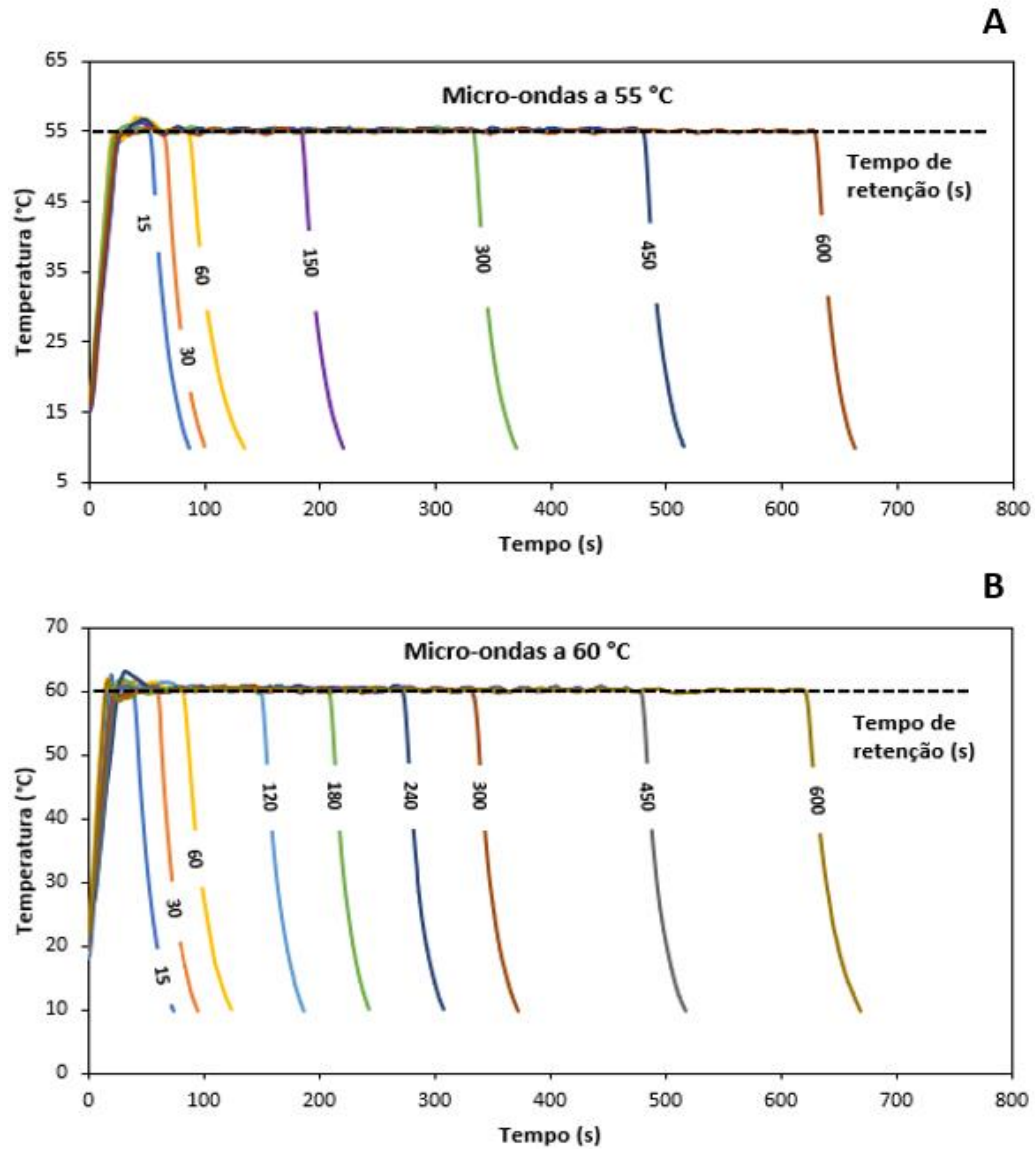 A
65
Micro-ondas a 55 °C
55
Tempo de
retenção (s)
45
35
25
15
5
Temperatura (°C)
15
30
60
150
300
450
600
0 100 200 300 400 500 600 700 800
Tempo (s)
B
70
Micro-ondas a 60 °C
60
Tempo de
retenção (s)
50
40
30
20
10
0
Temperatura (°C)
15
30
60
120
180
240
300
450
600
0 100 200 300 400 500 600 700 800
Tempo (s)